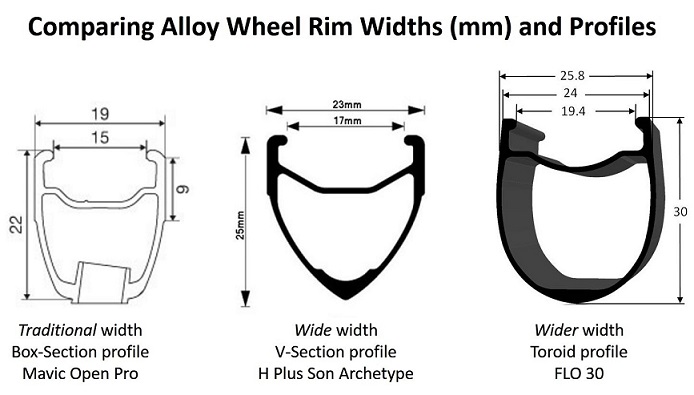 Comparing Alloy Wheel Rim Widths (mm) and Profiles
19
15
22
9
Traditional width
Box-Section profile
Mavic Open Pro
23mm
17mm
25mm
Wide width
V-Section profile
H Plus Son Archetype
25.8
24
19.4
30
Wider width
Toroid profile
FLO 30